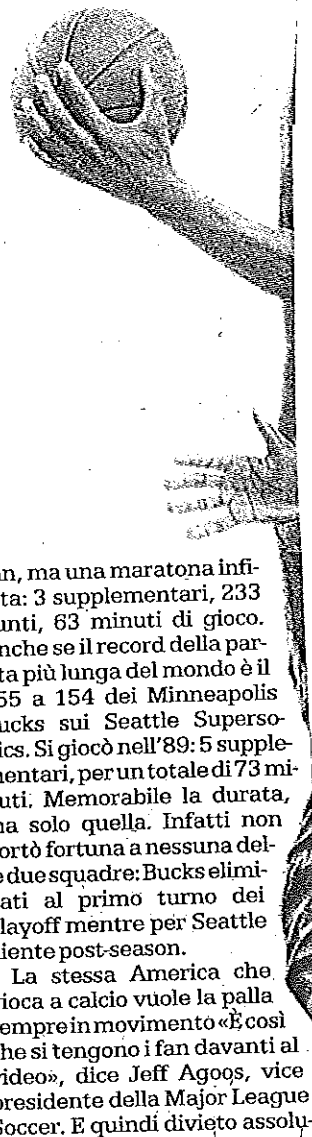 an, ma una maratona infi-
ta: 3 supplementari, 233
unti, 63 minuti di gioco.
nche se il record della par-
ta più lunga del mondo è il
55 a 154 dei Minneapolis
ucks sui Seattle Superso-
ics. Si giocò nell'89: 5 supple-
mentari, per un totale di 73 mi-
uti. Memorabile la durata,
ma solo quella. Infatti non
ortò fortuna a nessuna del-
e due squadre: Bucks elimi-
ati al primo turno dei
layoff mentre per Seattle
iente post-season.
La stessa America che
ioca a calcio vuole la palla
empre in movimento «È così
he si tengono i fan davanti al
video», dice Jeff Agoos, vice
presidente della Major League
Soccer. E quindi divieto assolu-